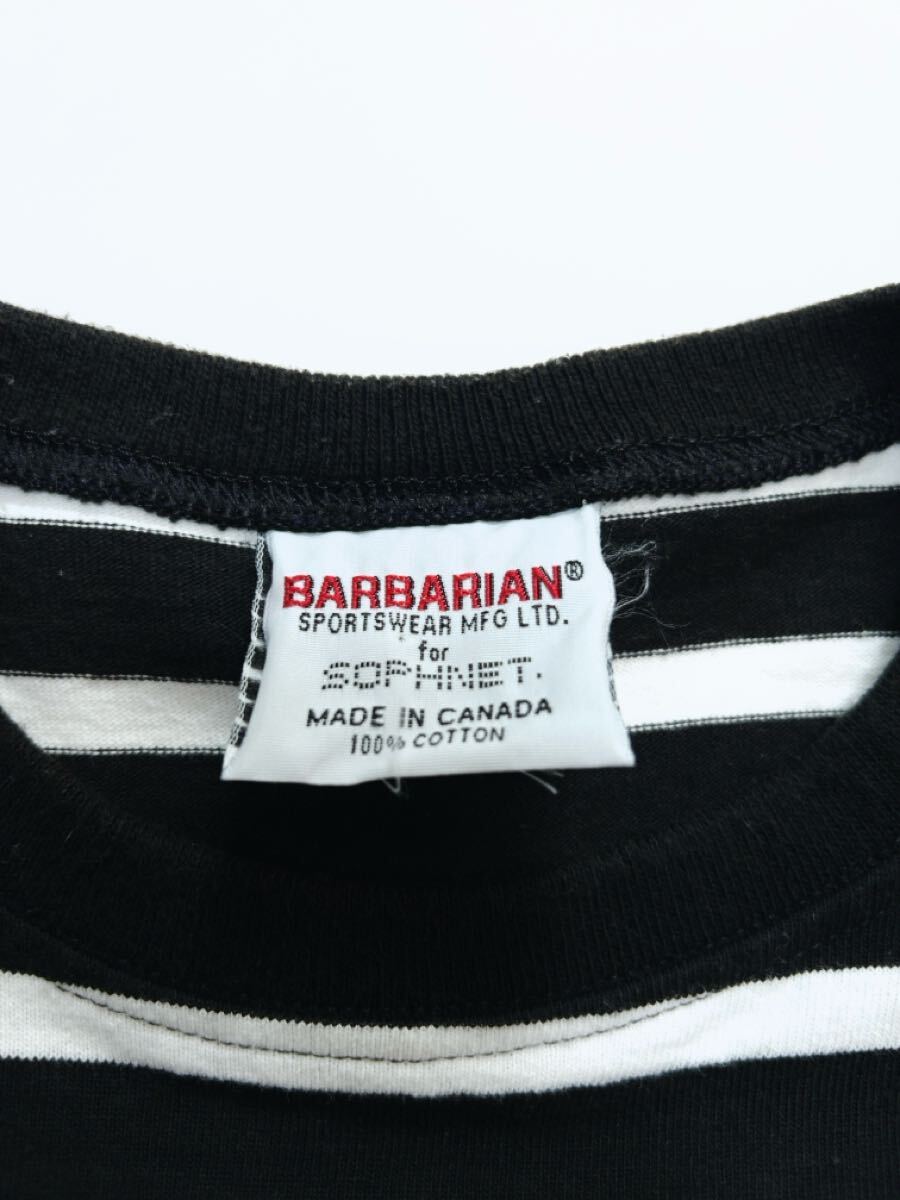 BARBARIAN®
SPORTSWEAR MFG LTD.
for
SOPHNET.
MADE IN CANADA
100% COTTON